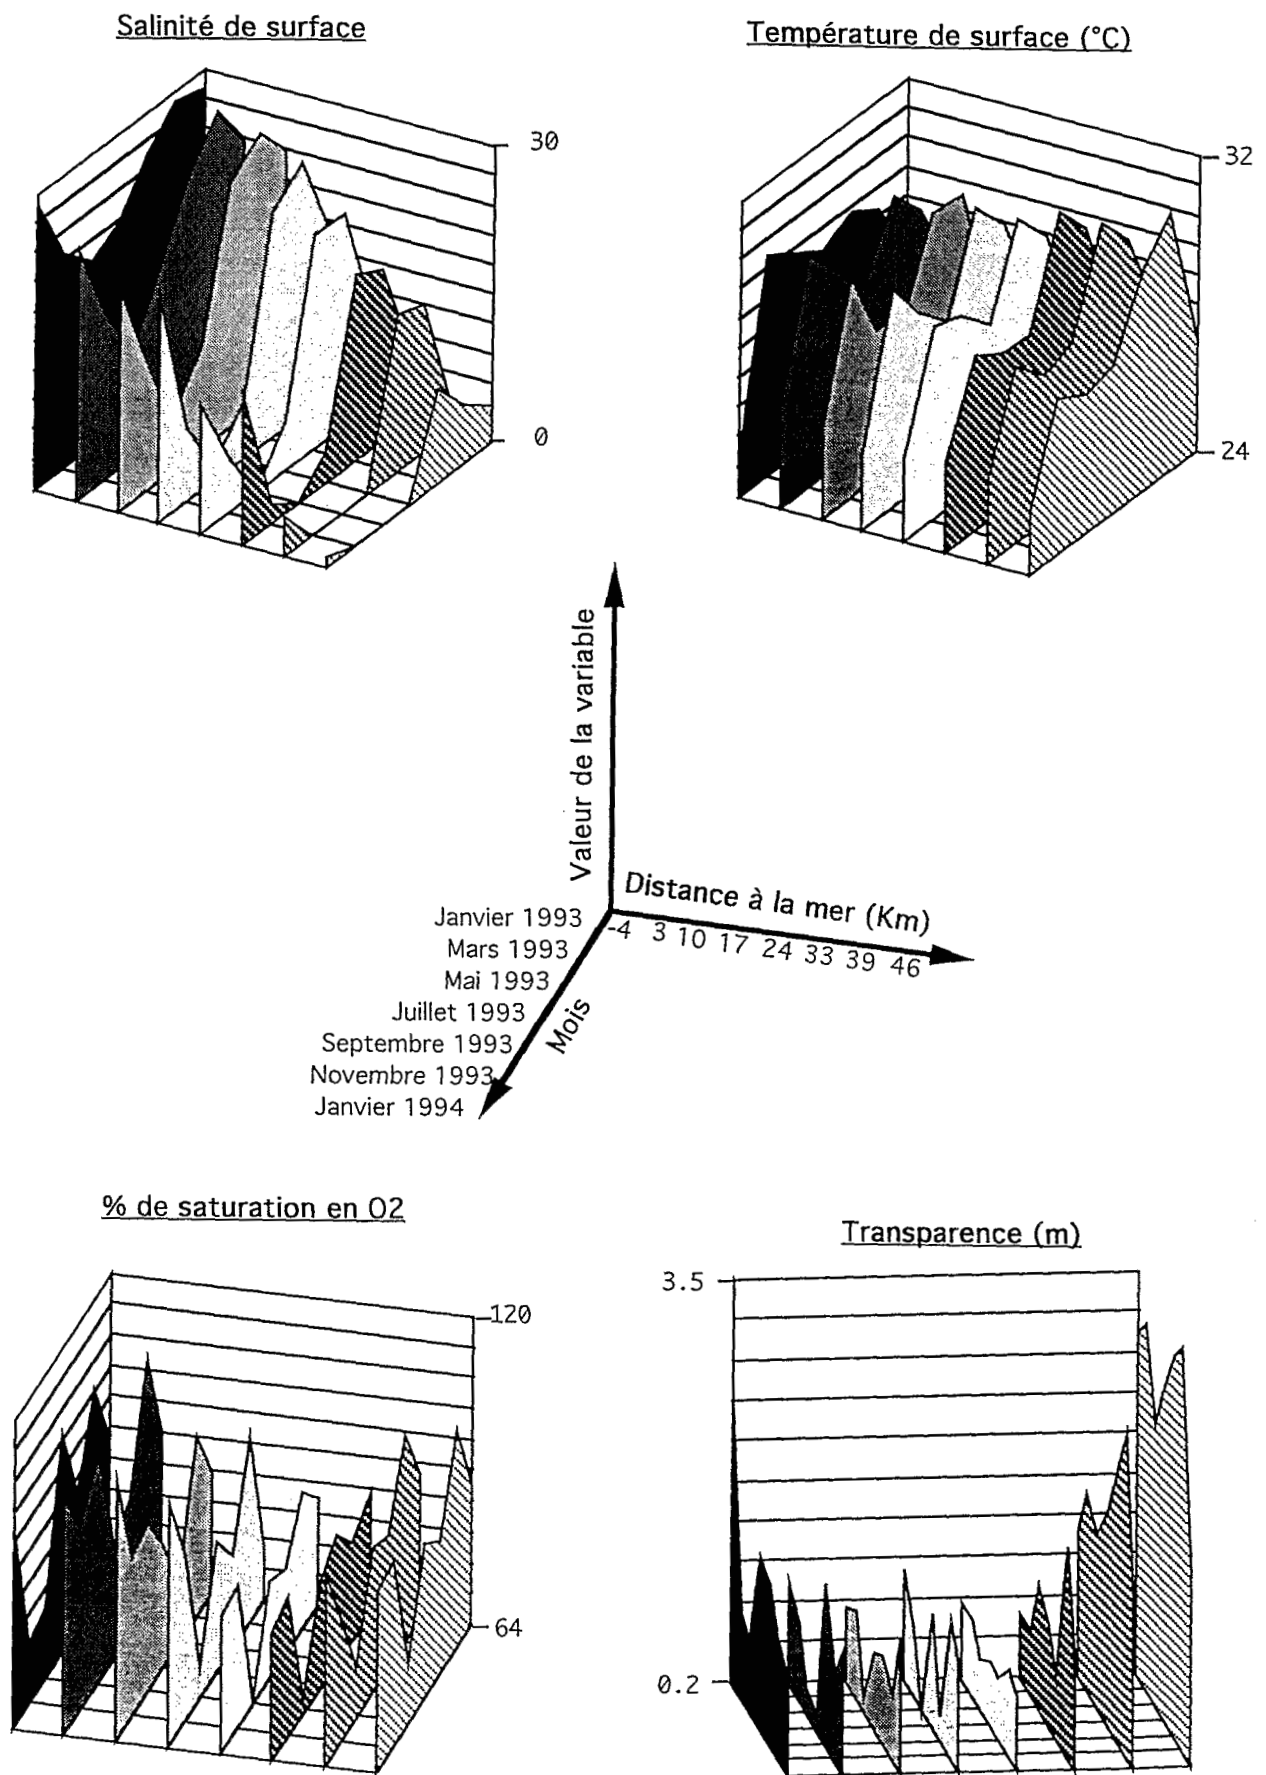 Salinité de surface
Température de surface (°C)
30
0
32
24
Valeur de la variable
Distance à la mer (Km)
-4 3 10 17 24 33 39 46
Janvier 1993
Mars 1993
Mai 1993
Juillet 1993
Septembre 1993
Novembre 1993
Janvier 1994
Mois
% de saturation en O2
Transparence (m)
120
64
3.5
0.2